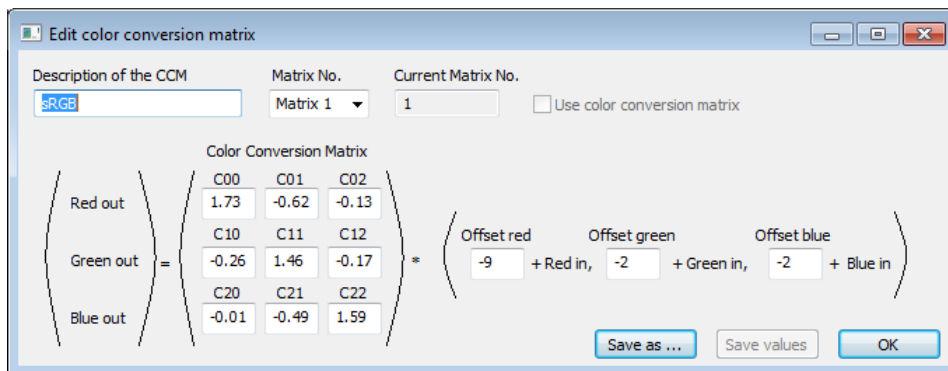 Edit color conversion matrix
Description of the CCM Matrix No. Current Matrix No.
sRGB Matrix 1 1 Use color conversion matrix
Color Conversion Matrix
C00 C01 C02
Red out 1.73 -0.62 -0.13
C10 C11 C12 Offset red Offset green Offset blue
Green out = -0.26 1.46 -0.17 * -9 + Red in, -2 + Green in, -2 + Blue in
C20 C21 C22
Blue out -0.01 -0.49 1.59
Save as ... Save values OK